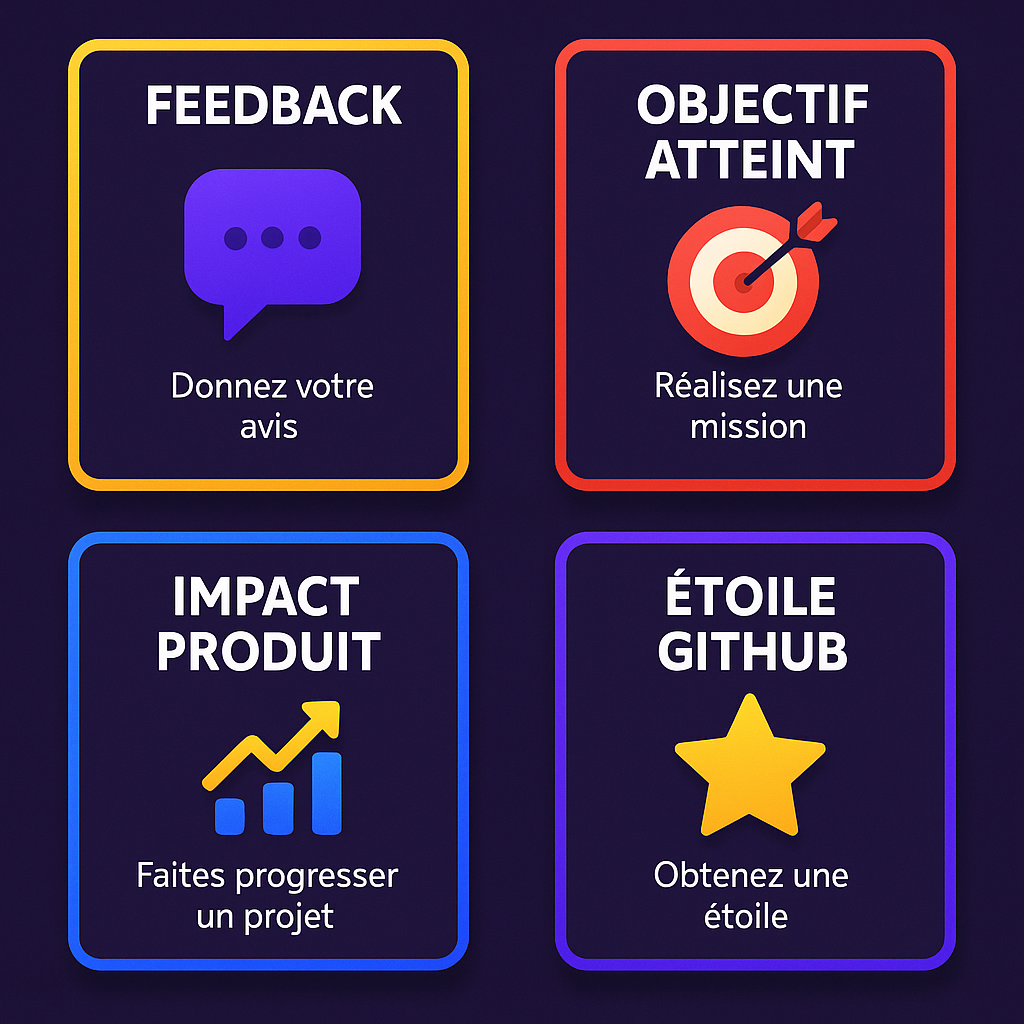 FEEDBACK
Donnez votre
avis
OBJECTIF
ATTEINT
Réalisez une
mission
IMPACT
PRODUIT
Faites progresser
un projet
ÉTOILE
GITHUB
Obtenez une
étoile